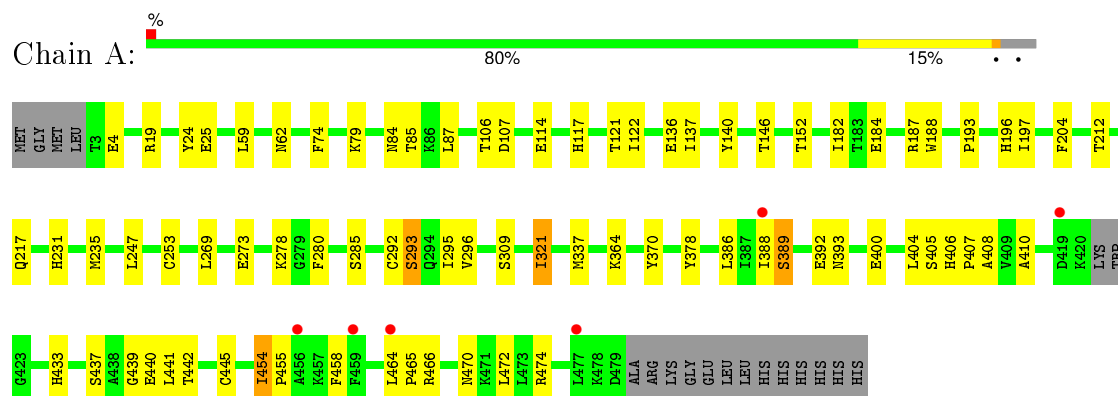 %
Chain A:
80% 15% • •
MET GLY MET LEU T3 E4 R19 Y24 E25 L59 N62 F74 K79 N84 T85 K86 L87 T106 D107 E114 H117 T121 I122 E136 I137 Y140 T146 T152 I182 T183 E184 R187 W188 P193 H196 I197 F204 T212
Q217 H231 M235 L247 C253 L269 E273 K278 G279 F280 S285 C292 S293 Q294 I295 V296 S309 I321 M337 K364 Y370 Y378 L386 I387 I388 S389 E392 N393 E400 L404 S405 H406 P407 A408 V409 A410 D419 K420 LYS TRP
G423 H433 S437 A438 G439 E440 L441 T442 C445 I454 P455 A456 K457 F458 F459 L464 P465 R466 N470 K471 L472 L473 R474 L477 K478 D479 ALA ARG LYS GLY GLU LEU LEU HIS HIS HIS HIS HIS HIS